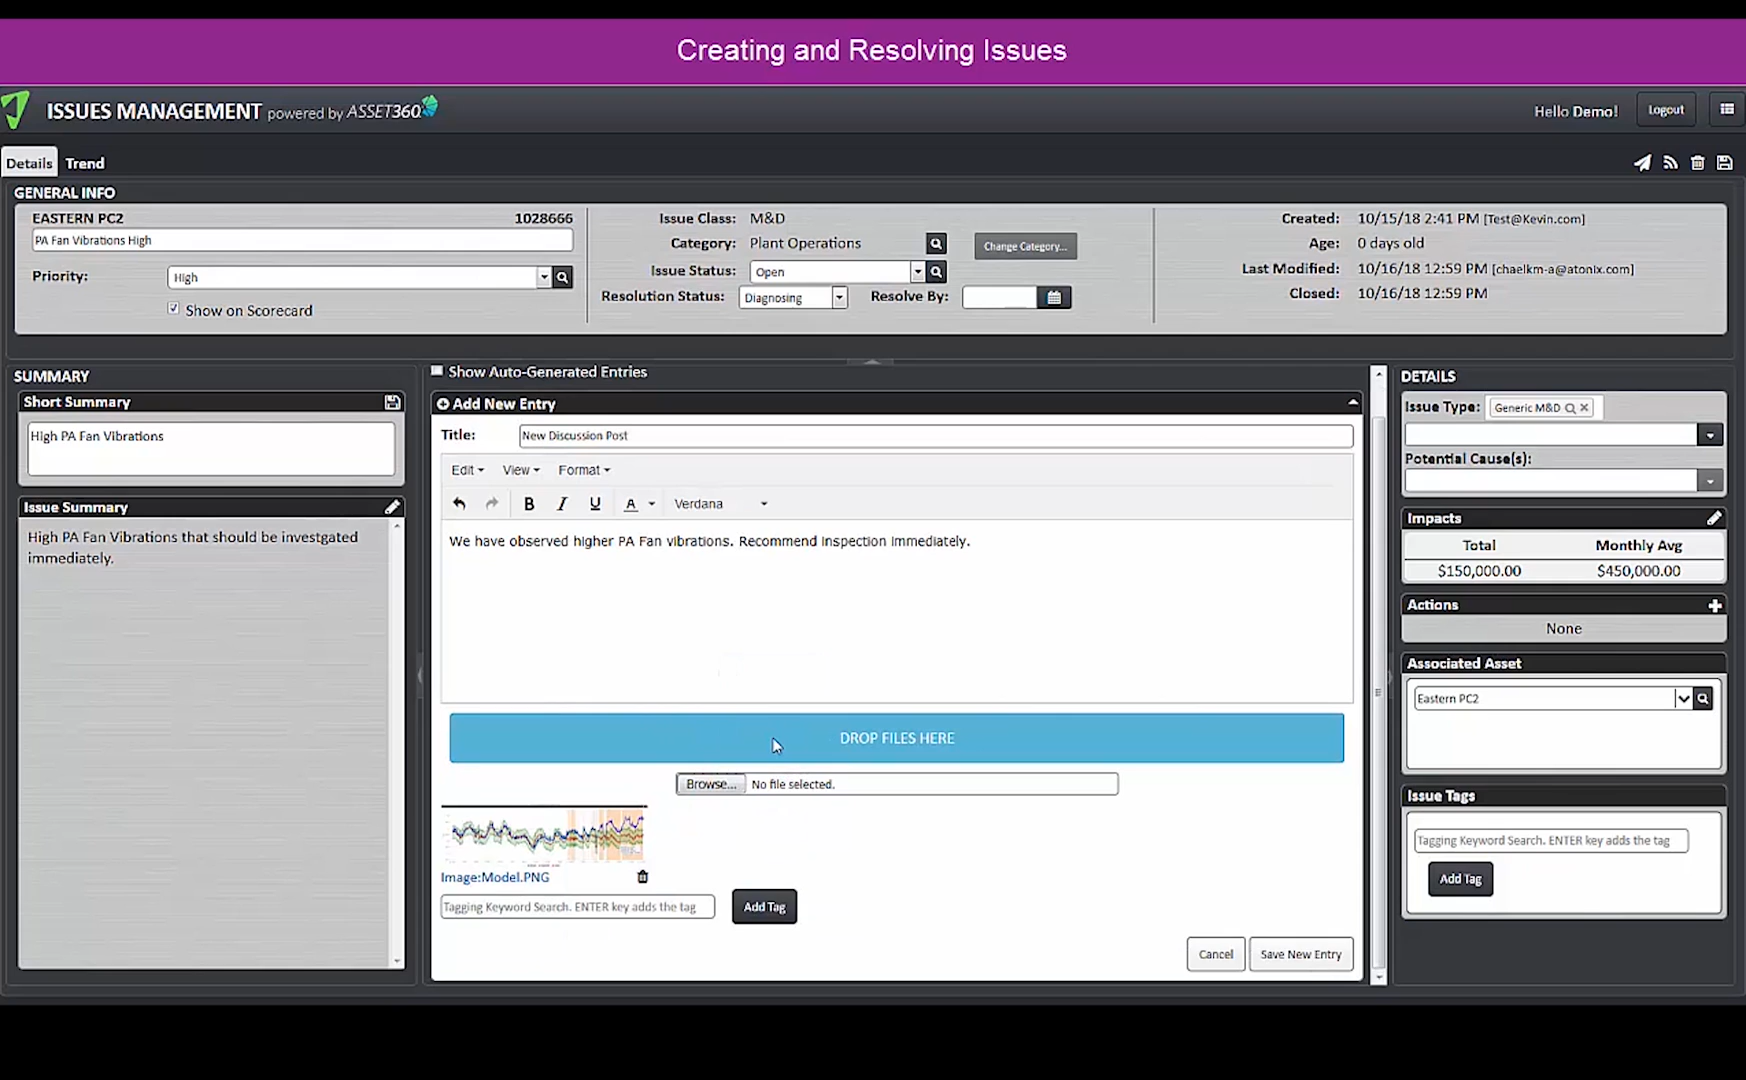 Creating and Resolving Issues
ISSUES MANAGEMENT powered by ASSET360
Hello Demo!
Logout
Details
Trend
GENERAL INFO
EASTERN PC2
1028666
PA Fan Vibrations High
Priority:
High
Show on Scorecard
Issue Class:
M&D
Category:
Plant Operations
Change Category...
Issue Status:
Open
Resolution Status:
Diagnosing
Resolve By:
Created:
10/15/18 2:41 PM [Test@Kevin.com]
Age:
0 days old
Last Modified:
10/16/18 12:59 PM [chaelkm-a@atonix.com]
Closed:
10/16/18 12:59 PM
SUMMARY
Short Summary
High PA Fan Vibrations
Issue Summary
High PA Fan Vibrations that should be investgated
immediately.
Show Auto-Generated Entries
Add New Entry
Title:
New Discussion Post
Edit
View
Format
B
I
U
A
Verdana
We have observed higher PA Fan vibrations. Recommend inspection immediately.
DROP FILES HERE
Browse...
No file selected.
Image:Model.PNG
Tagging Keyword Search. ENTER key adds the tag
Add Tag
Cancel
Save New Entry
DETAILS
Issue Type:
Generic M&D
Potential Cause(s):
Impacts
Total
Monthly Avg
$150,000.00
$450,000.00
Actions
None
Associated Asset
Eastern PC2
Issue Tags
Tagging Keyword Search. ENTER key adds the tag
Add Tag